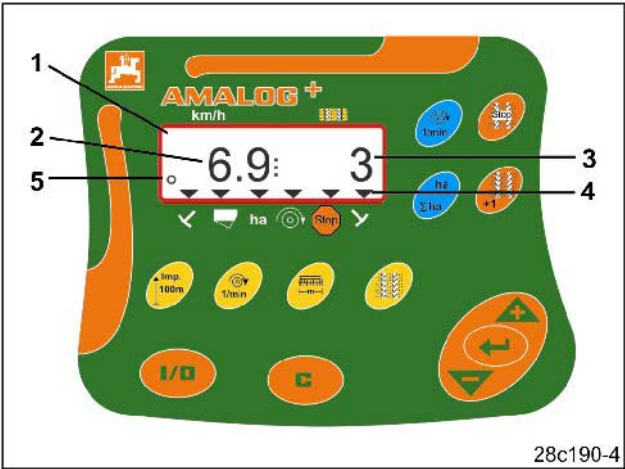 1
AMALOG+
km/h
1/min
Stop
2
6.9
3
3
5
4
ha
Σha
+1
ha
Stop
Imp.
100m
1/min
m
I/O
C
28c190-4